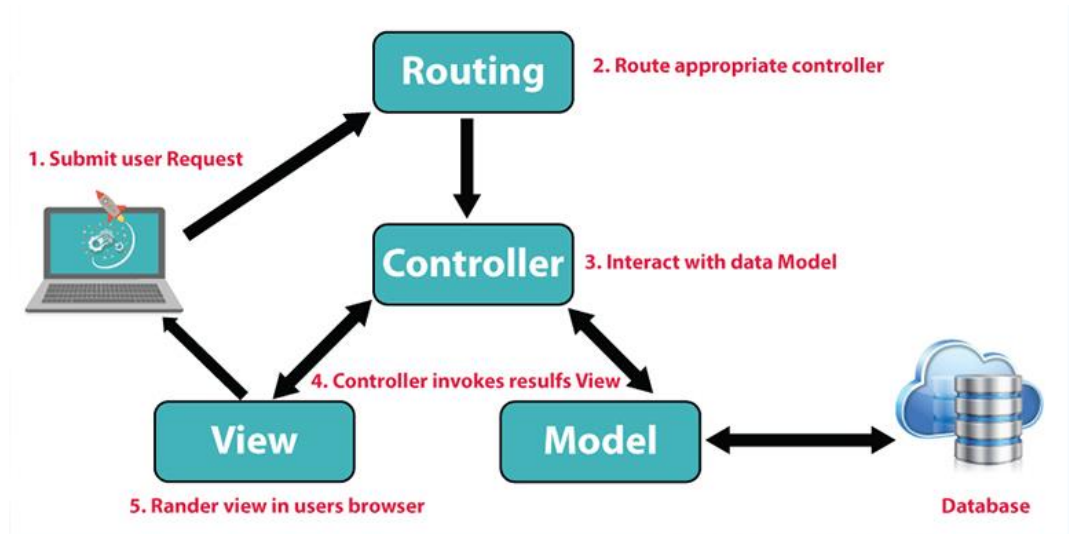 Routing
2. Route appropriate controller
1. Submit user Request
Controller
3. Interact with data Model
4. Controller invokes resulfs View
View
Model
5. Rander view in users browser
Database